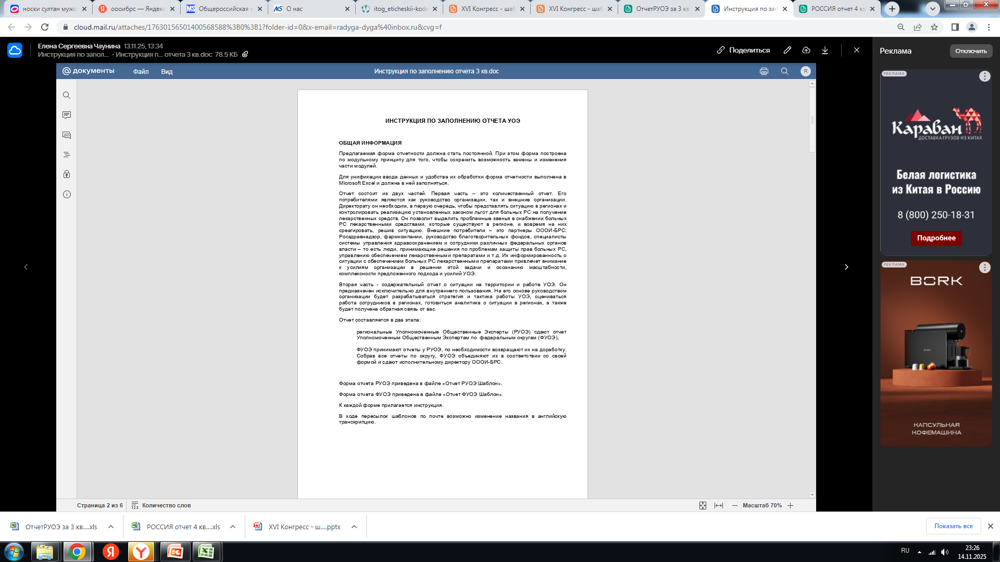 носки султан мужс
оооибрс — Яндекс
Общероссийская о
О нас
itog_eticheskii-kode
XVI Конгресс - шаб
XVI Конгресс - шаб
ОтчетРУОЭ за 3 кв
Инструкция по зап
РОССИЯ отчет 4 кв
cloud.mail.ru/attaches/17630156501400568588%3B0%3B1?folder-id=0&x-email=radyga-dyga%40inbox.ru&cvg=f
Елена Сергеевна Чаунина 13.11.25, 13:34
Инструкция по запол... • Инструкция п... отчета 3 кв.doc 78.5 КБ
Поделиться
Реклама
Отключить
документы
Файл
Вид
Инструкция по заполнению отчета 3 кв.doc
R
ИНСТРУКЦИЯ ПО ЗАПОЛНЕНИЮ ОТЧЕТА УОЭ
ОБЩАЯ ИНФОРМАЦИЯ
Предлагаемая форма отчетности должна стать постоянной. При этом форма построена
по модульному принципу для того, чтобы сохранить возможность замены и изменения
части модулей.
Для унификации ввода данных и удобства их обработки форма отчетности выполнена в
Microsoft Excel и должна в ней заполняться.
Отчет состоит из двух частей. Первая часть – это количественный отчет. Его
потребителями являются как руководство организации, так и внешние организации.
Директорату он необходим, в первую очередь, чтобы представлять ситуацию в регионах и
контролировать реализацию установленных законом льгот для больных РС на получение
лекарственных средств. Он позволит выделить проблемные звенья в снабжении больных
РС лекарственными средствами, которые существуют в регионе, и вовремя на них
среагировать, решив ситуацию. Внешние потребители – это партнеры ОООИ-БРС:
Росздравнадзор, фармкомпании, руководство благотворительных фондов, специалисты
системы управления здравоохранением и сотрудники различных федеральных органов
власти – то есть люди, принимающие решения по проблемам защиты прав больных РС,
управлению обеспечением лекарственными препаратами и т.д. Их информированность о
ситуации с обеспечением больных РС лекарственными препаратами привлечет внимание
к усилиям организации в решении этой задачи и осознанию масштабности,
комплексности предложенного подхода и усилий УОЭ.
Вторая часть - содержательный отчет о ситуации на территории и работе УОЭ. Он
предназначен исключительно для внутреннего пользования. На его основе руководством
организации будет разрабатываться стратегия и тактика работы УОЭ, оцениваться
работа сотрудников в регионах, готовиться аналитика о ситуации в регионах, а также
будет получена обратная связь от вас.
Отчет составляется в два этапа:
региональные Уполномоченные Общественные Эксперты (РУОЭ) сдают отчет
Уполномоченным Общественным Экспертам по федеральным округам (ФУОЭ),
ФУОЭ принимают отчеты у РУОЭ, по необходимости возвращают их на доработку.
Собрав все отчеты по округу, ФУОЭ объединяют их в соответствии со своей
формой и сдают исполнительному директору ОООИ-БРС.
Форма отчета РУОЭ приведена в файле «Отчет РУОЭ Шаблон».
Форма отчета ФУОЭ приведена в файле «Отчет ФУОЭ Шаблон».
К каждой форме прилагается инструкция.
В ходе пересылок шаблонов по почте возможно изменение названия в английскую
транскрипцию.
РЕКЛАМА
Караван
ДОСТАВКА ГРУЗОВ ИЗ КИТАЯ
Белая логистика
из Китая в Россию
8 (800) 250-18-31
Подробнее
РЕКЛАМА
BORK
КАПСУЛЬНАЯ
КОФЕМАШИНА
Страница 2 из 6
123
Количество слов
Масштаб 70%
ОтчетРУОЭ за 3 кв....xls
РОССИЯ отчет 4 кв....xls
XVI Конгресс - ш....pptx
Показать все
RU
23:26
14.11.2025